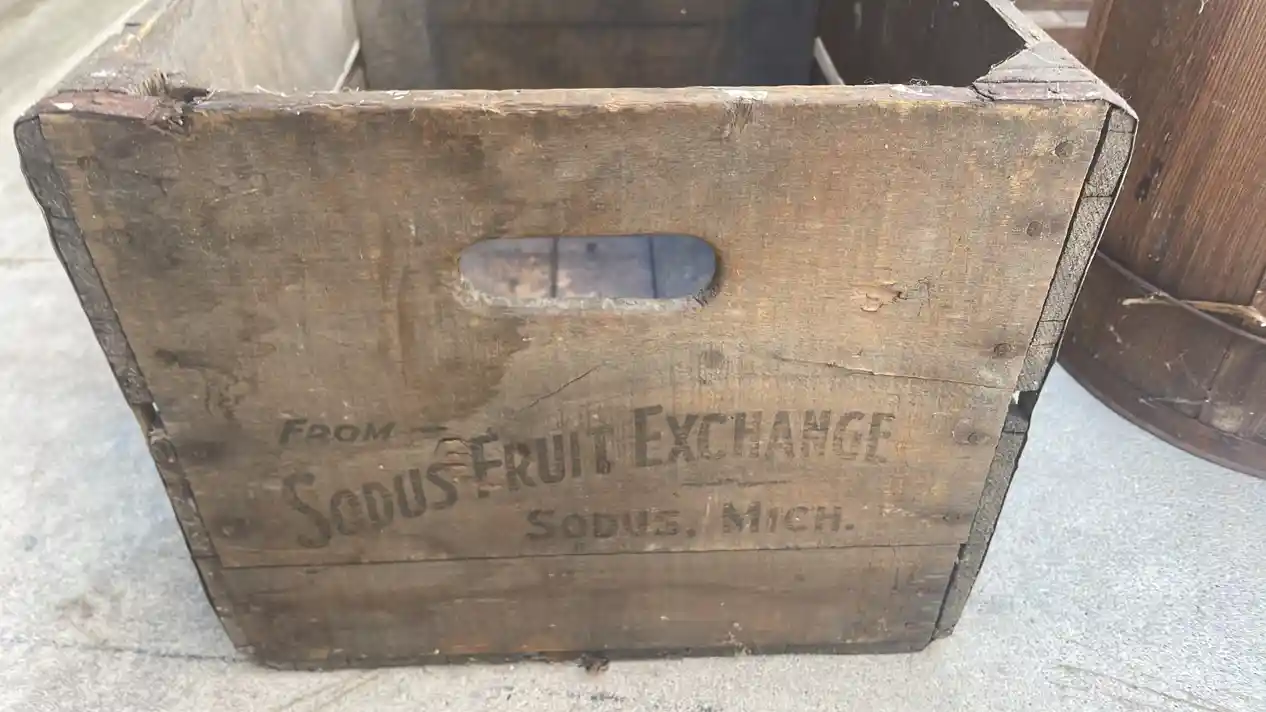 FROM –
SODUS FRUIT EXCHANGE
SODUS, MICH.